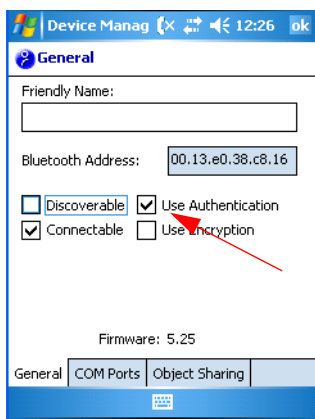 Device Manag 12:26 ok
General
Friendly Name:
Bluetooth Address: 00.13.e0.38.c8.16
Discoverable Use Authentication
Connectable Use Encryption
Firmware: 5.25
General COM Ports Object Sharing